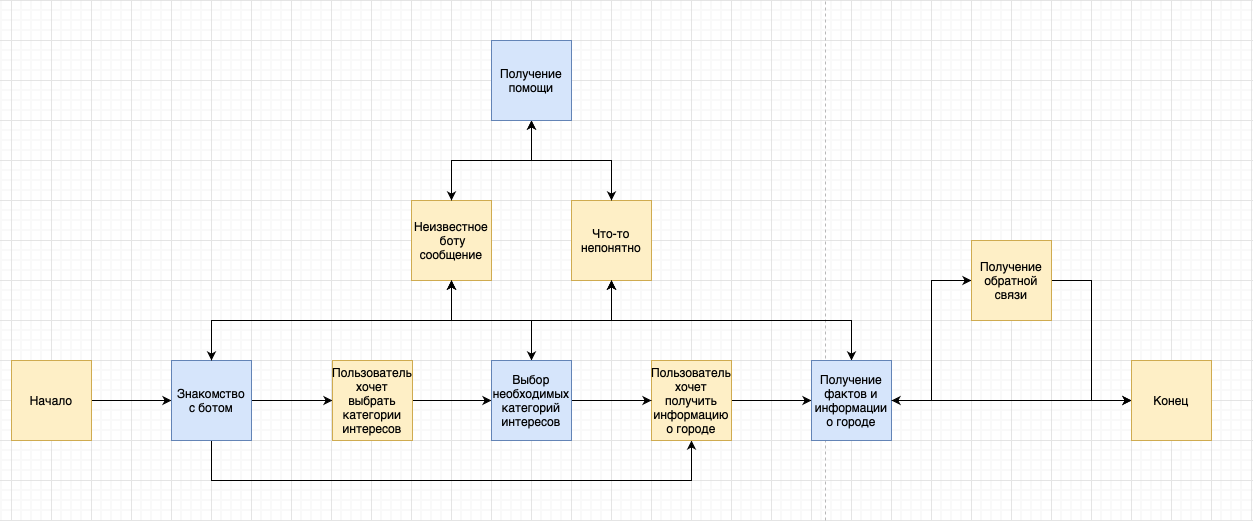 Получение
помощи
Неизвестное
боту
сообщение
Что-то
непонятно
Получение
обратной
связи
Начало
Знакомство
с ботом
Пользователь
хочет
выбрать
категории
интересов
Выбор
необходимых
категорий
интересов
Пользователь
хочет
получить
информацию
о городе
Получение
фактов и
информации
о городе
Конец